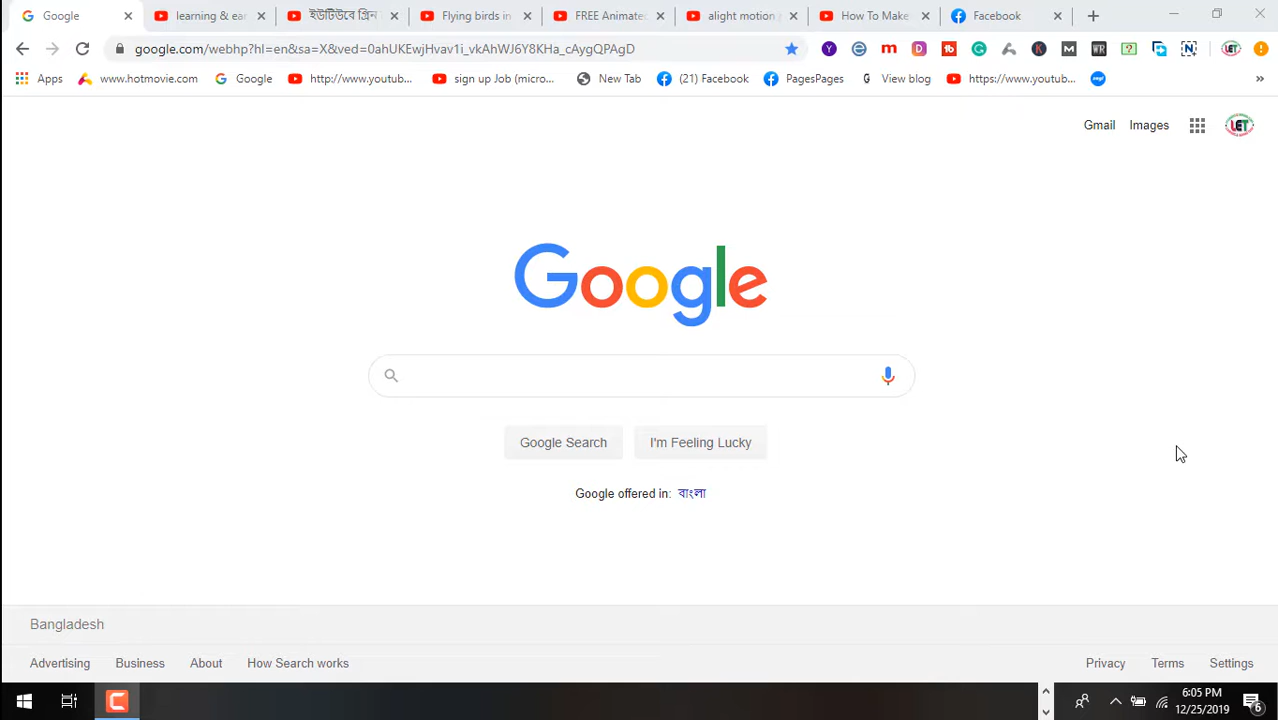 Google
learning & ear
ইউটিউবে গ্রিন
Flying birds in
FREE Animate
alight motion
How To Make
Facebook
google.com/webhp?hl=en&sa=X&ved=0ahUKEwjHvav1i_vkAhWJ6Y8KHa_cAygQPAgD
Apps
www.hotmovie.com
Google
http://www.youtub...
sign up Job (micro...
New Tab
(21) Facebook
PagesPages
View blog
https://www.youtub...
»
Gmail
Images
LET
Google
Google Search
I'm Feeling Lucky
Google offered in: বাংলা
Bangladesh
Advertising
Business
About
How Search works
Privacy
Terms
Settings
6:05 PM
12/25/2019
6